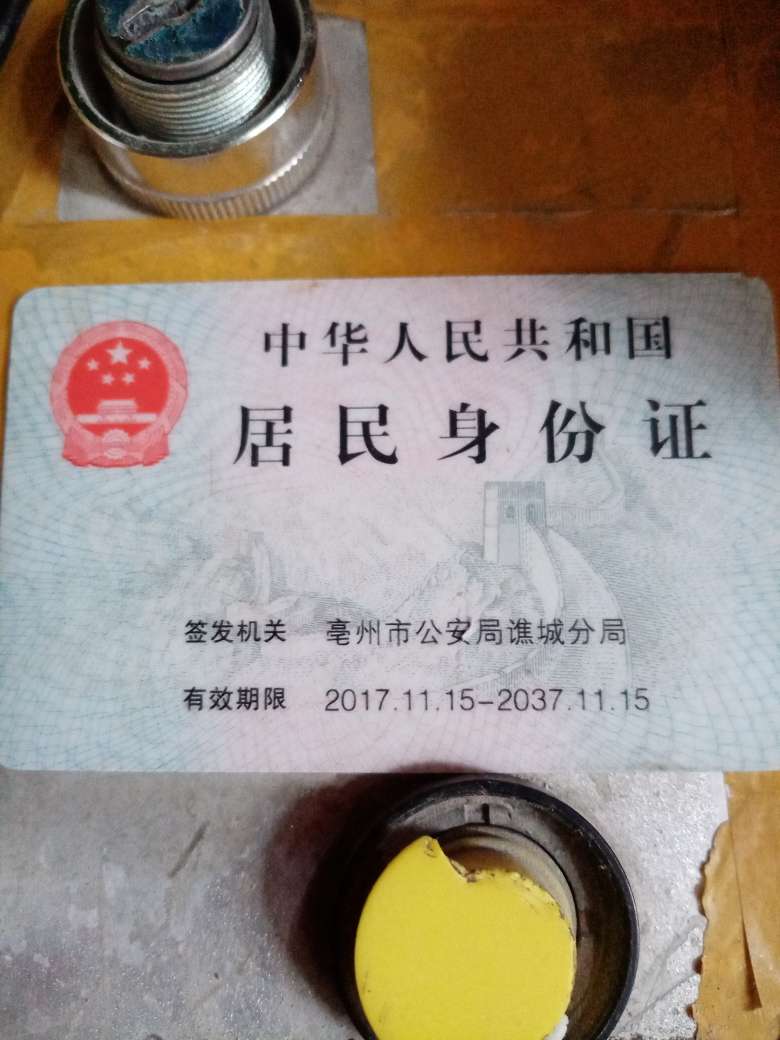 中华人民共和国
居民身份证
签发机关 亳州市公安局谯城分局
有效期限 2017.11.15-2037.11.15